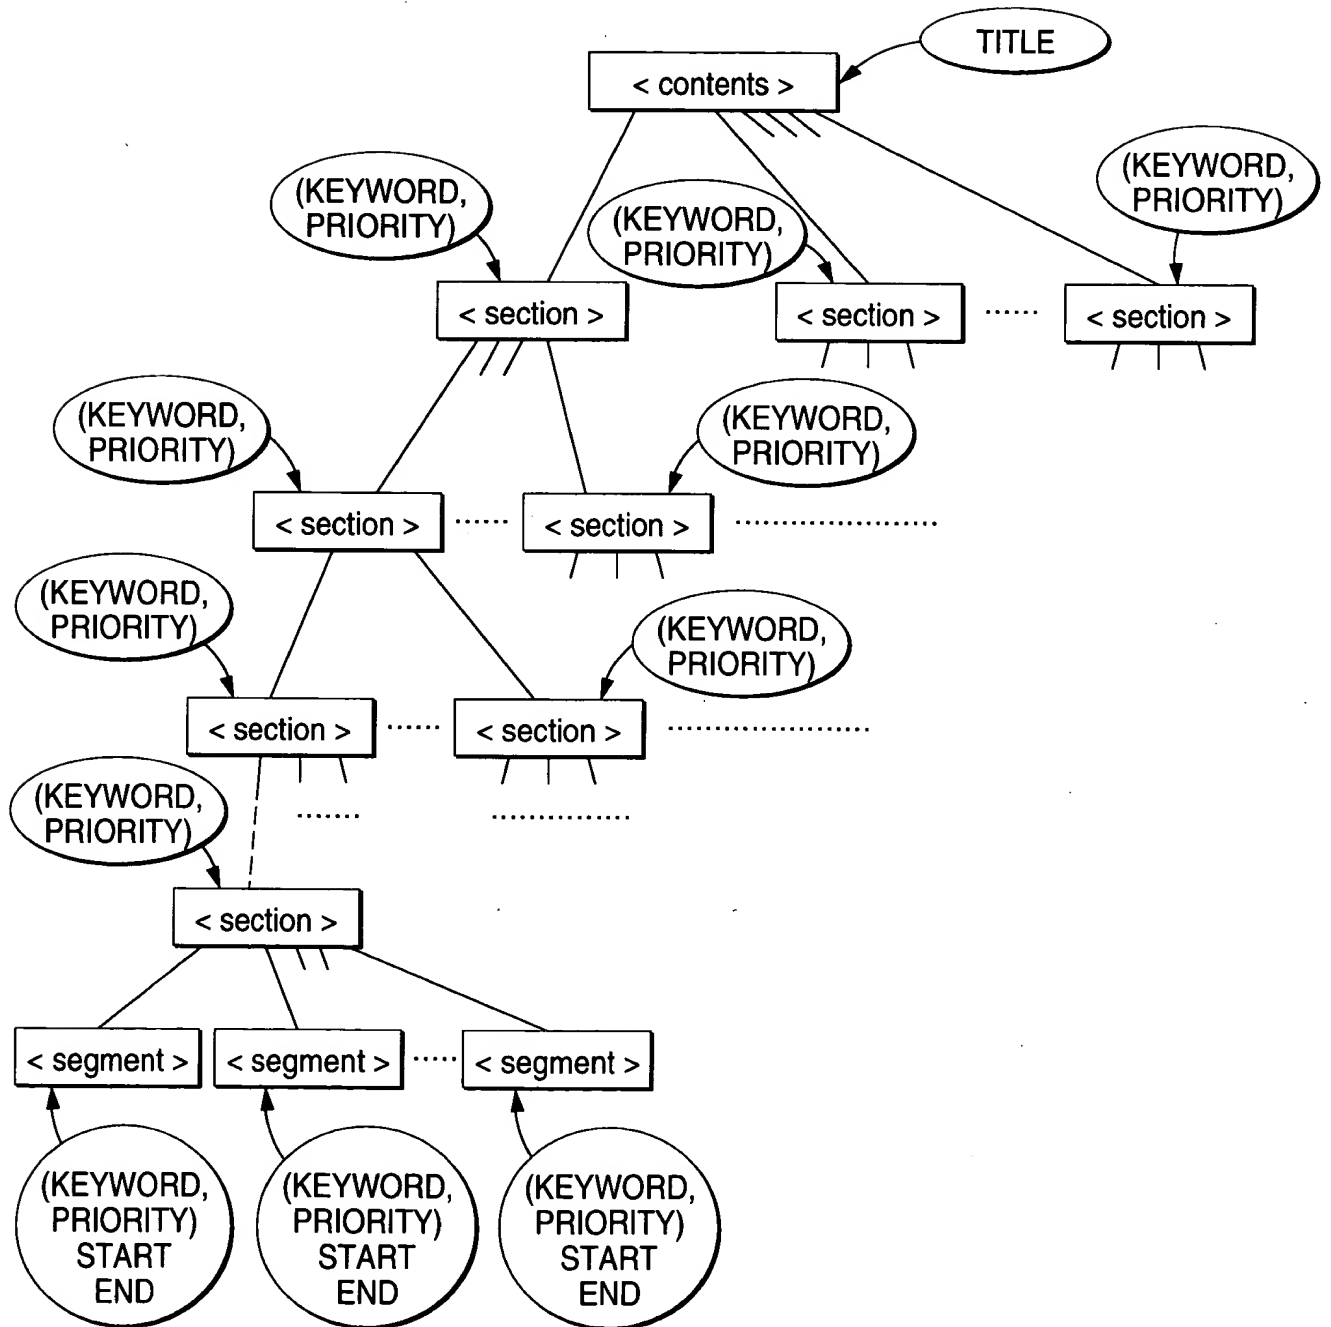 TITLE
< contents >
(KEYWORD,
PRIORITY)
(KEYWORD,
PRIORITY)
(KEYWORD,
PRIORITY)
< section >
< section >
......
< section >
(KEYWORD,
PRIORITY)
(KEYWORD,
PRIORITY)
< section >
......
< section >
(KEYWORD,
PRIORITY)
(KEYWORD,
PRIORITY)
< section >
......
< section >
(KEYWORD,
PRIORITY)
< section >
< segment >
< segment >
.....
< segment >
(KEYWORD,
PRIORITY)
START
END
(KEYWORD,
PRIORITY)
START
END
(KEYWORD,
PRIORITY)
START
END